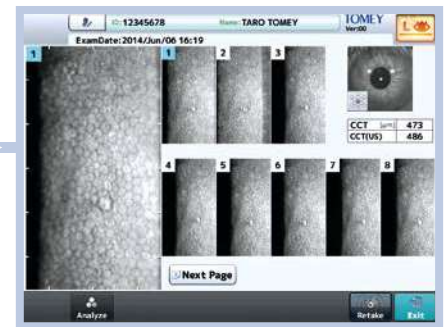 ID:12345678 Name: TARO TOMEY TOMEY L
Ver:00
ExamDate:2014/Jun/06 16:19
1 1 2 3
CCT [μm] 473
CCT(US) 486
4 5 6 7 8
Next Page
Analyze Retake Exit